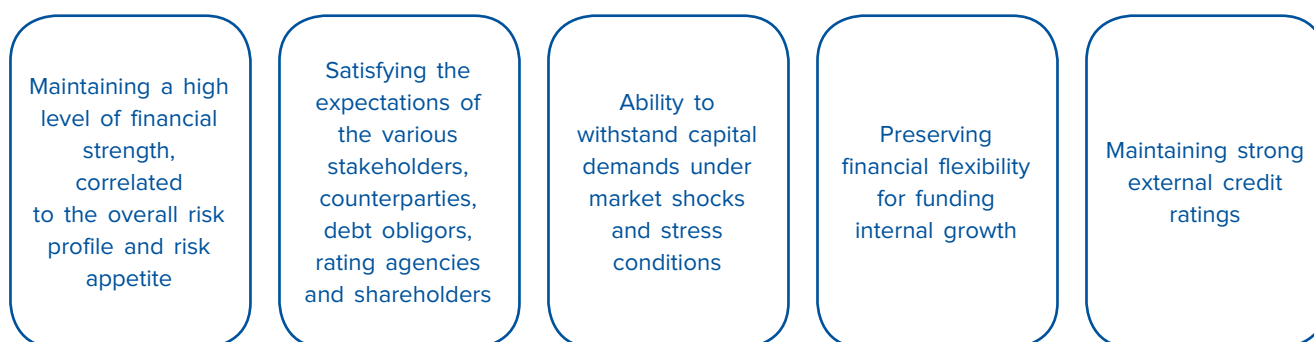 Maintaining a high
level of financial
strength,
correlated
to the overall risk
profile and risk
appetite
Satisfying the
expectations of
the various
stakeholders,
counterparties,
debt obligors,
rating agencies
and shareholders
Ability to
withstand capital
demands under
market shocks
and stress
conditions
Preserving
financial flexibility
for funding
internal growth
Maintaining strong
external credit
ratings